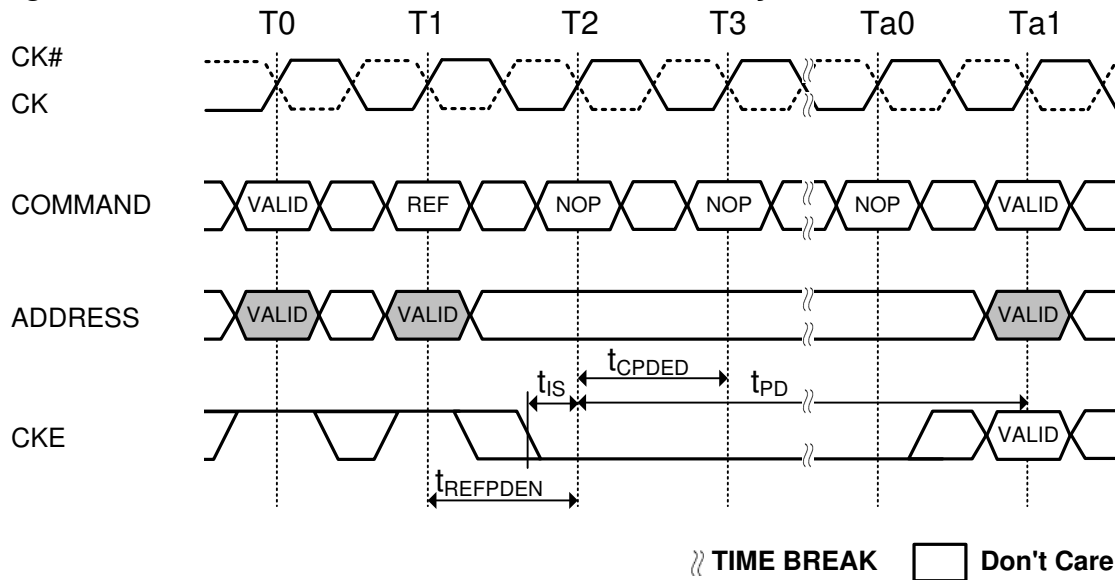 T0 T1 T2 T3 Ta0 Ta1
CK#
CK
COMMAND VALID REF NOP NOP NOP VALID
ADDRESS VALID VALID VALID
tIS tCPDED tPD
CKE VALID
tREFPDEN
TIME BREAK Don't Care